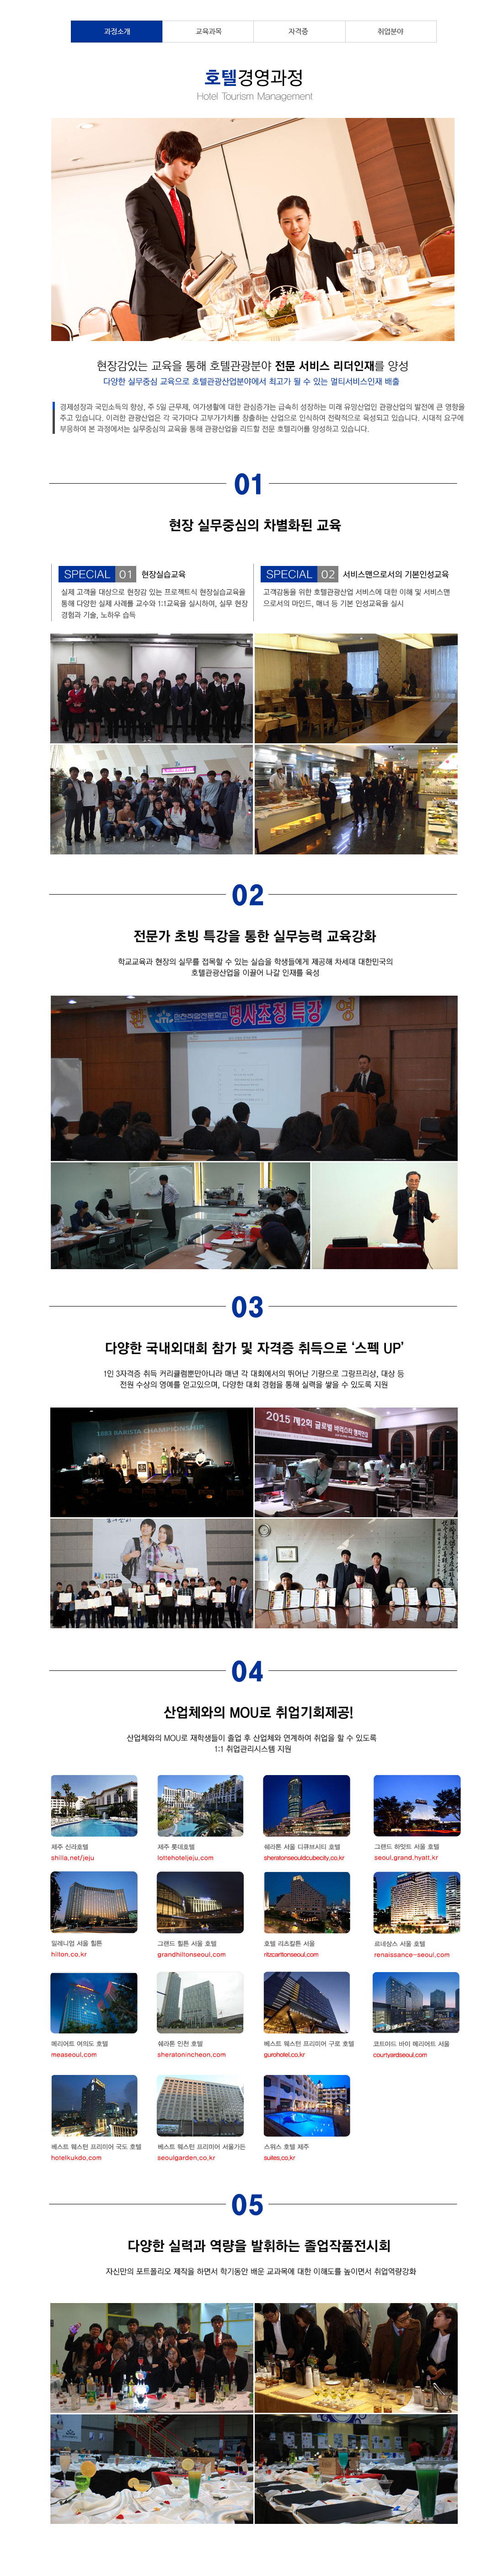 과정소개
교육과목
자격증
취업분야
호텔경영과정
Hotel Tourism Management
현장감있는 교육을 통해 호텔관광분야 전문 서비스 리더인재를 양성
다양한 실무중심 교육으로 호텔관광산업분야에서 최고가 될 수 있는 멀티서비스인재 배출
경제성장과 국민소득의 향상, 주 5일 근무제, 여가생활에 대한 관심증가는 급속히 성장하는 미래 유망산업인 관광산업의 발전에 큰 영향을
주고 있습니다. 이러한 관광산업은 각 국가마다 고부가가치를 창출하는 산업으로 인식하여 전략적으로 육성되고 있습니다. 시대적 요구에
부응하여 본 과정에서는 실무중심의 교육을 통해 관광산업을 리드할 전문 호텔리어를 양성하고 있습니다.
01
현장 실무중심의 차별화된 교육
SPECIAL 01 현장실습교육
실제 고객을 대상으로 현장감 있는 프로젝트식 현장실습교육을
통해 다양한 실제 사례를 교수와 1:1교육을 실시하여, 실무 현장
경험과 기술, 노하우 습득
SPECIAL 02 서비스맨으로서의 기본인성교육
고객감동을 위한 호텔관광산업 서비스에 대한 이해 및 서비스맨
으로서의 마인드, 매너 등 기본 인성교육을 실시
02
전문가 초빙 특강을 통한 실무능력 교육강화
학교교육과 현장의 실무를 접목할 수 있는 실습을 학생들에게 제공해 차세대 대한민국의
호텔관광산업을 이끌어 나갈 인재를 육성
명사초청 특강
03
다양한 국내외대회 참가 및 자격증 취득으로 ‘스펙 UP’
1인 3자격증 취득 커리큘럼뿐만아니라 매년 각 대회에서의 뛰어난 기량으로 그랑프리상, 대상 등
전원 수상의 영예를 얻고있으며, 다양한 대회 경험을 통해 실력을 쌓을 수 있도록 지원
1883 BARISTA CHAMPIONSHIP
2015 제2회 글로벌 바리스타 챔피언십
04
산업체와의 MOU로 취업기회제공!
산업체와의 MOU로 재학생들이 졸업 후 산업체와 연계하여 취업을 할 수 있도록
1:1 취업관리시스템 지원
제주 신라호텔
shilla.net/jeju
제주 롯데호텔
lottehoteljeju.com
쉐라톤 서울 디큐브시티 호텔
sheratonseouldcubecity.co.kr
그랜드 하얏트 서울 호텔
seoul.grand.hyatt.kr
밀레니엄 서울 힐튼
hilton.co.kr
그랜드 힐튼 서울 호텔
grandhiltonseoul.com
호텔 리츠칼튼 서울
ritzcarltonseoul.com
르네상스 서울 호텔
renaissance-seoul.com
메리어트 여의도 호텔
measeoul.com
쉐라톤 인천 호텔
sheratonincheon.com
베스트 웨스턴 프리미어 구로 호텔
gurohotel.co.kr
코트야드 바이 메리어트 서울
courtyardseoul.com
베스트 웨스턴 프리미어 국도 호텔
hotelkukdo.com
베스트 웨스턴 프리미어 서울가든
seoulgarden.co.kr
스위스 호텔 제주
suites.co.kr
05
다양한 실력과 역량을 발휘하는 졸업작품전시회
자신만의 포트폴리오 제작을 하면서 학기동안 배운 교과목에 대한 이해도를 높이면서 취업역량강화